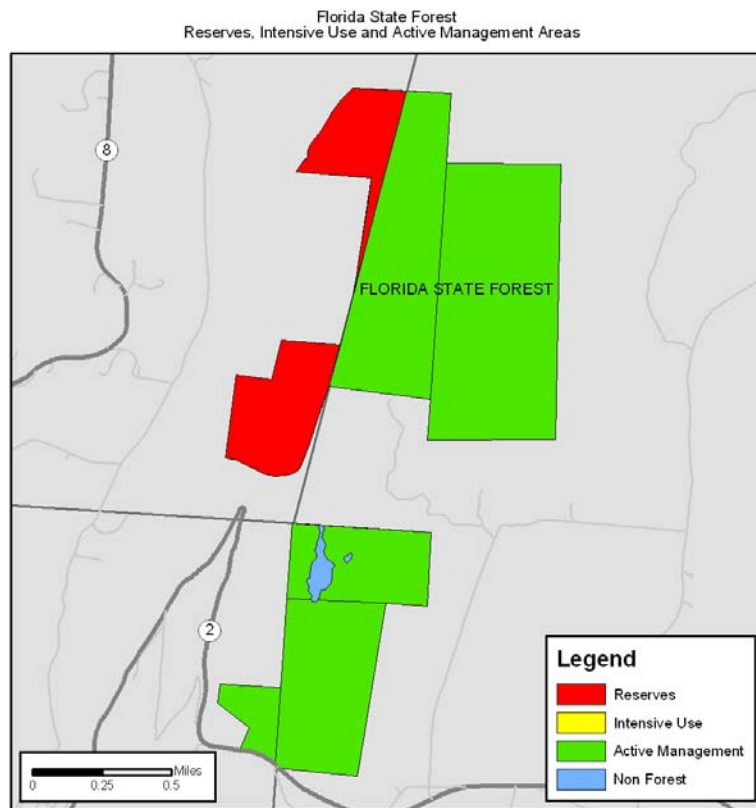 Florida State Forest
Reserves, Intensive Use and Active Management Areas
8
FLORIDA STATE FOREST
2
Legend
Reserves
Intensive Use
Active Management
Non Forest
Miles
0 0.25 0.5